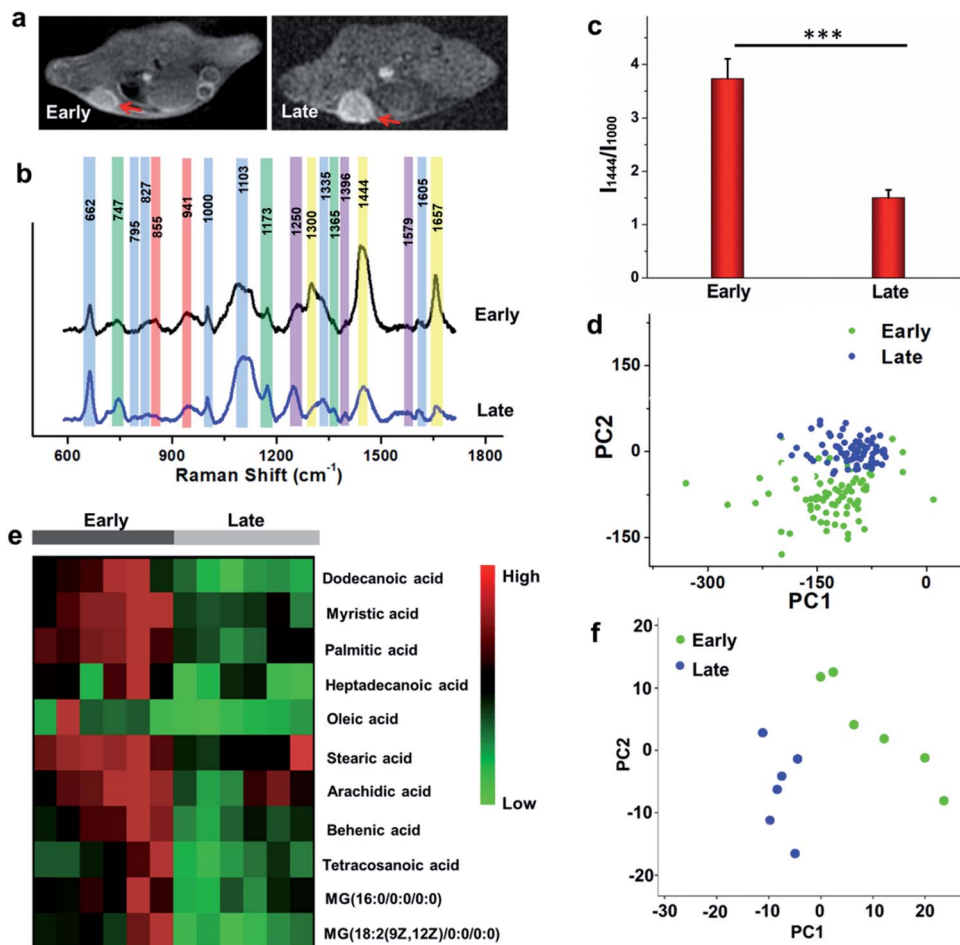 a
Early
Late
b
662
747
795
827
855
941
1000
1103
1173
1250
1300
1335
1365
1396
1444
1579
1605
1657
Early
Late
600
900
1200
1500
1800
Raman Shift (cm⁻¹)
c
***
I1444/I1000
4
3
2
1
0
Early
Late
d
Early
Late
PC2
150
0
-150
-300
-150
0
PC1
e
Early
Late
Dodecanoic acid
Myristic acid
Palmitic acid
Heptadecanoic acid
Oleic acid
Stearic acid
Arachidic acid
Behenic acid
Tetracosanoic acid
MG(16:0/0:0/0:0)
MG(18:2(9Z,12Z)/0:0/0:0)
High
Low
f
Early
Late
PC2
20
10
0
-10
-20
-30
-20
-10
0
10
20
PC1